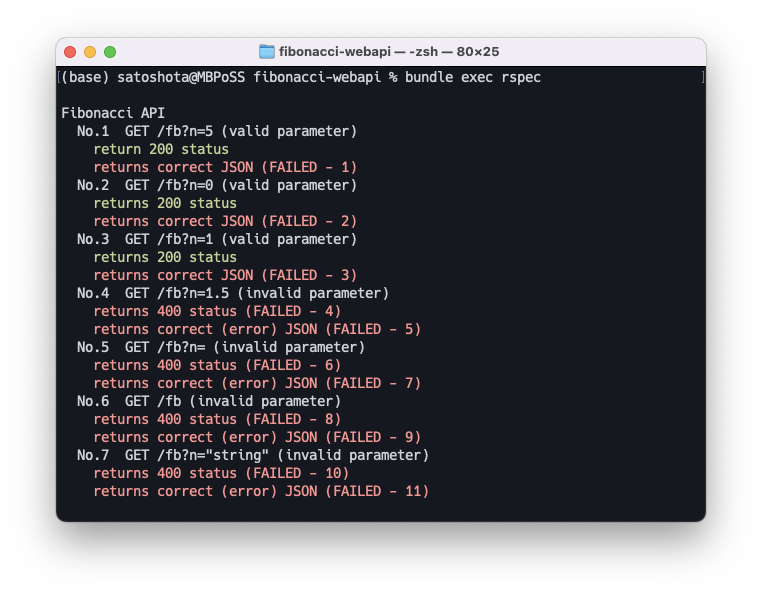 fibonacci-webapi — -zsh — 80×25
[(base) satoshota@MBPoSS fibonacci-webapi % bundle exec rspec ]
Fibonacci API
No.1  GET /fb?n=5 (valid parameter)
return 200 status
returns correct JSON (FAILED - 1)
No.2  GET /fb?n=0 (valid parameter)
returns 200 status
returns correct JSON (FAILED - 2)
No.3  GET /fb?n=1 (valid parameter)
returns 200 status
returns correct JSON (FAILED - 3)
No.4  GET /fb?n=1.5 (invalid parameter)
returns 400 status (FAILED - 4)
returns correct (error) JSON (FAILED - 5)
No.5  GET /fb?n= (invalid parameter)
returns 400 status (FAILED - 6)
returns correct (error) JSON (FAILED - 7)
No.6  GET /fb (invalid parameter)
returns 400 status (FAILED - 8)
returns correct (error) JSON (FAILED - 9)
No.7  GET /fb?n="string" (invalid parameter)
returns 400 status (FAILED - 10)
returns correct (error) JSON (FAILED - 11)